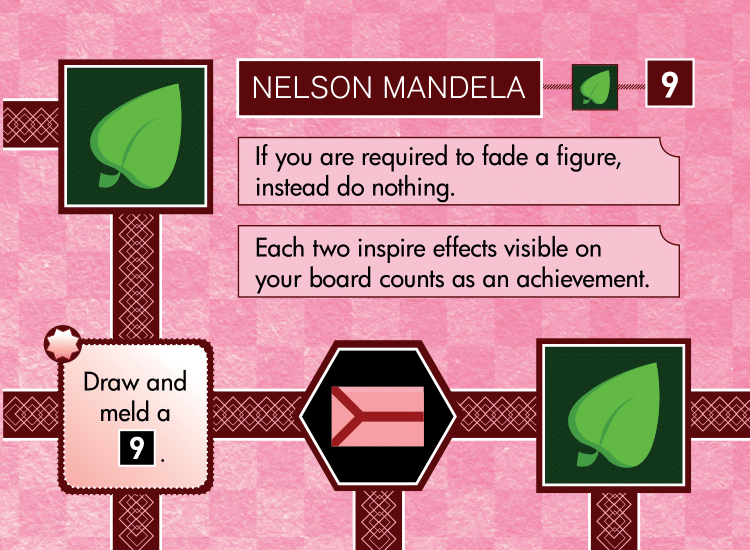 NELSON MANDELA 9
If you are required to fade a figure,
instead do nothing.
Each two inspire effects visible on
your board counts as an achievement.
Draw and
meld a
9 .